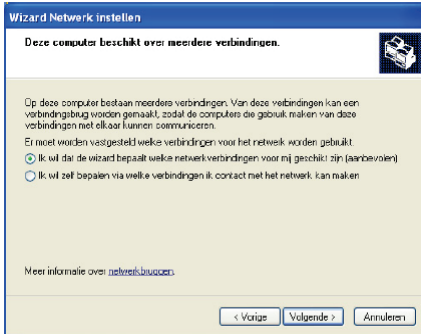 Wizard Netwerk instellen
Deze computer beschikt over meerdere verbindingen.
Op deze computer bestaan meerdere verbindingen. Van deze verbindingen kan een
verbindingsbrug worden gemaakt, zodat de computers die gebruik maken van deze
verbindingen met elkaar kunnen communiceren.
Er moet worden vastgesteld welke verbindingen voor het netwerk worden gebruikt.
Ik wil dat de wizard bepaalt welke netwerkverbindingen voor mij geschikt zijn (aanbevolen)
Ik wil zelf bepalen via welke verbindingen ik contact met het netwerk kan maken
Meer informatie over netwerkbruggen.
< Vorige Volgende > Annuleren